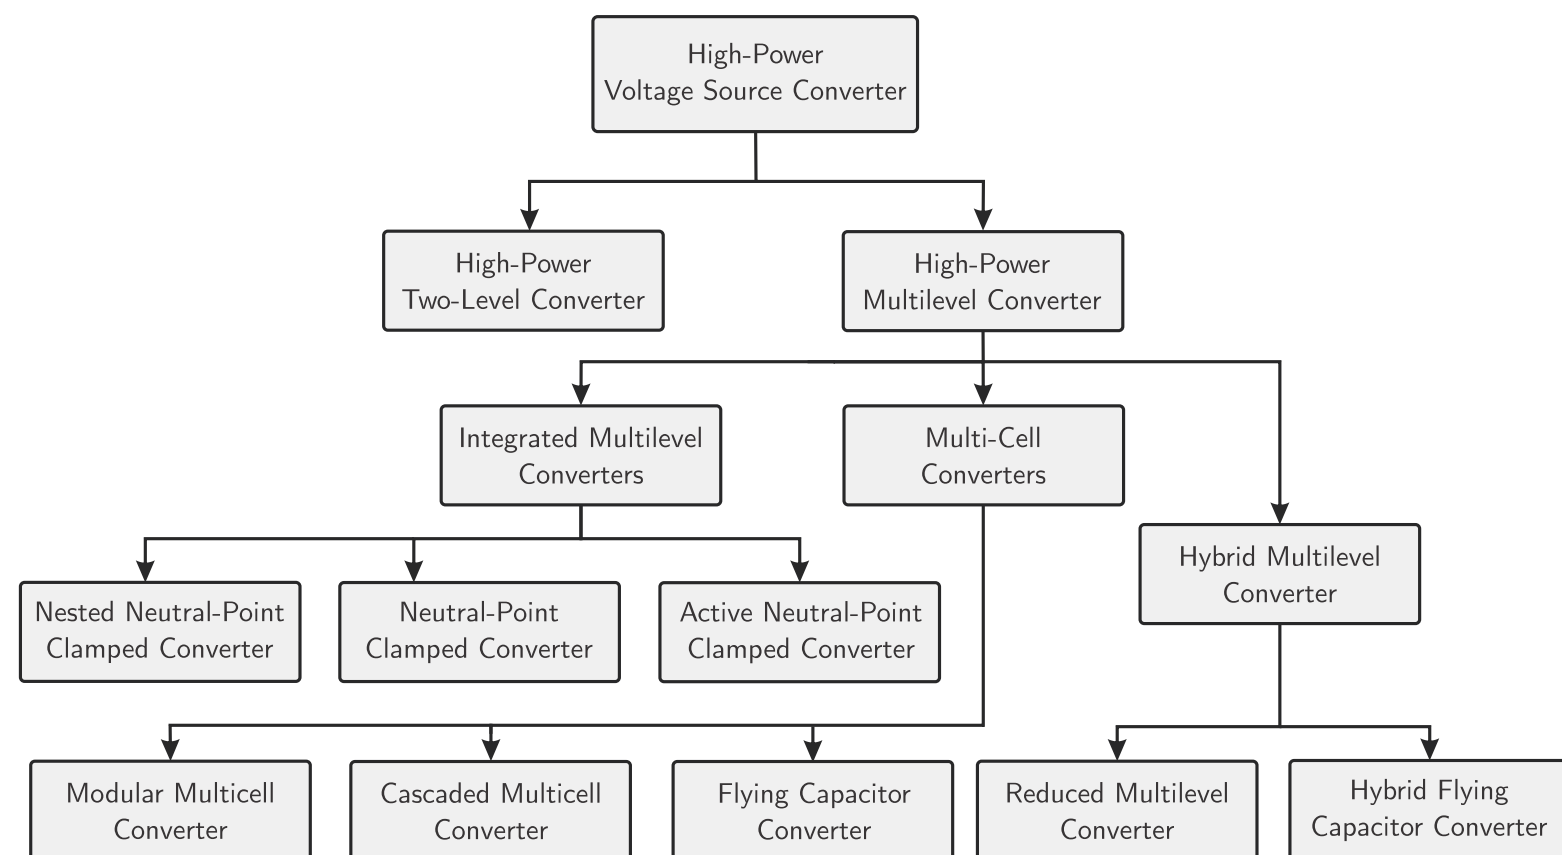 High-Power
Voltage Source Converter
High-Power
Two-Level Converter
High-Power
Multilevel Converter
Integrated Multilevel
Converters
Multi-Cell
Converters
Hybrid Multilevel
Converter
Nested Neutral-Point
Clamped Converter
Neutral-Point
Clamped Converter
Active Neutral-Point
Clamped Converter
Modular Multicell
Converter
Cascaded Multicell
Converter
Flying Capacitor
Converter
Reduced Multilevel
Converter
Hybrid Flying
Capacitor Converter